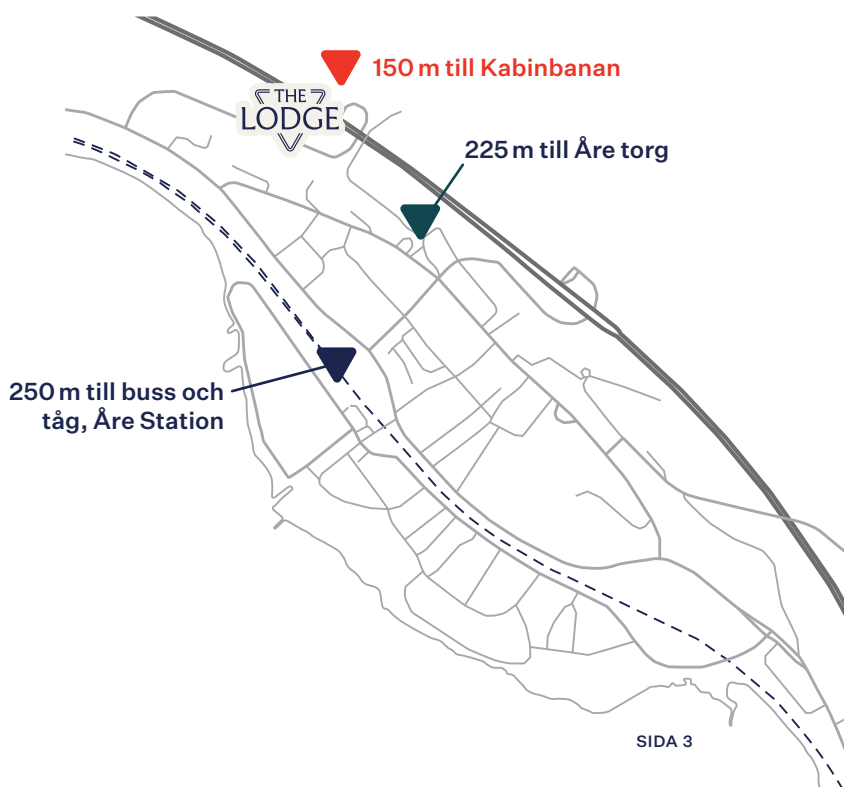 150 m till Kabinbanan
THE
LODGE
225 m till Åre torg
250 m till buss och
tåg, Åre Station
SIDA 3